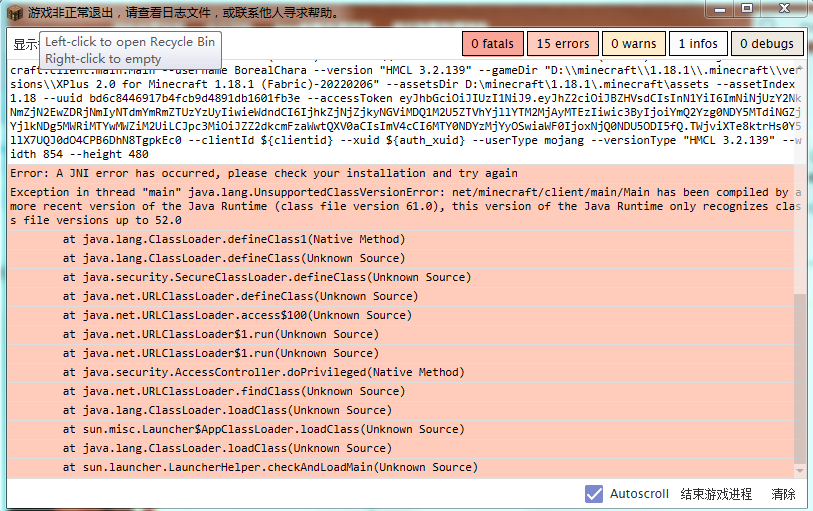 游戏非正常退出，请查看日志文件，或联系他人寻求帮助。
显示
Left-click to open Recycle Bin
Right-click to empty
0 fatals
15 errors
0 warns
1 infos
0 debugs
craft.client.main.Main --username BorealChara --version "HMCL 3.2.139" --gameDir "D:\\minecraft\\1.18.1\\.minecraft\\ver
sions\\XPlus 2.0 for Minecraft 1.18.1 (Fabric)-20220206" --assetsDir D:\minecraft\1.18.1\.minecraft\assets --assetIndex
1.18 --uuid bd6c8446917b4fcb9d4891db1601fb3e --accessToken
--clientId ${clientid} --xuid ${auth_xuid} --userType mojang --versionType "HMCL 3.2.139" --w
idth 854 --height 480
Error: A JNI error has occurred, please check your installation and try again
Exception in thread "main" java.lang.UnsupportedClassVersionError: net/minecraft/client/main/Main has been compiled by a
more recent version of the Java Runtime (class file version 61.0), this version of the Java Runtime only recognizes clas
s file versions up to 52.0
at java.lang.ClassLoader.defineClass1(Native Method)
at java.lang.ClassLoader.defineClass(Unknown Source)
at java.security.SecureClassLoader.defineClass(Unknown Source)
at java.net.URLClassLoader.defineClass(Unknown Source)
at java.net.URLClassLoader.access$100(Unknown Source)
at java.net.URLClassLoader$1.run(Unknown Source)
at java.net.URLClassLoader$1.run(Unknown Source)
at java.security.AccessController.doPrivileged(Native Method)
at java.net.URLClassLoader.findClass(Unknown Source)
at java.lang.ClassLoader.loadClass(Unknown Source)
at sun.misc.Launcher$AppClassLoader.loadClass(Unknown Source)
at java.lang.ClassLoader.loadClass(Unknown Source)
at sun.launcher.LauncherHelper.checkAndLoadMain(Unknown Source)
Autoscroll
结束游戏进程
清除